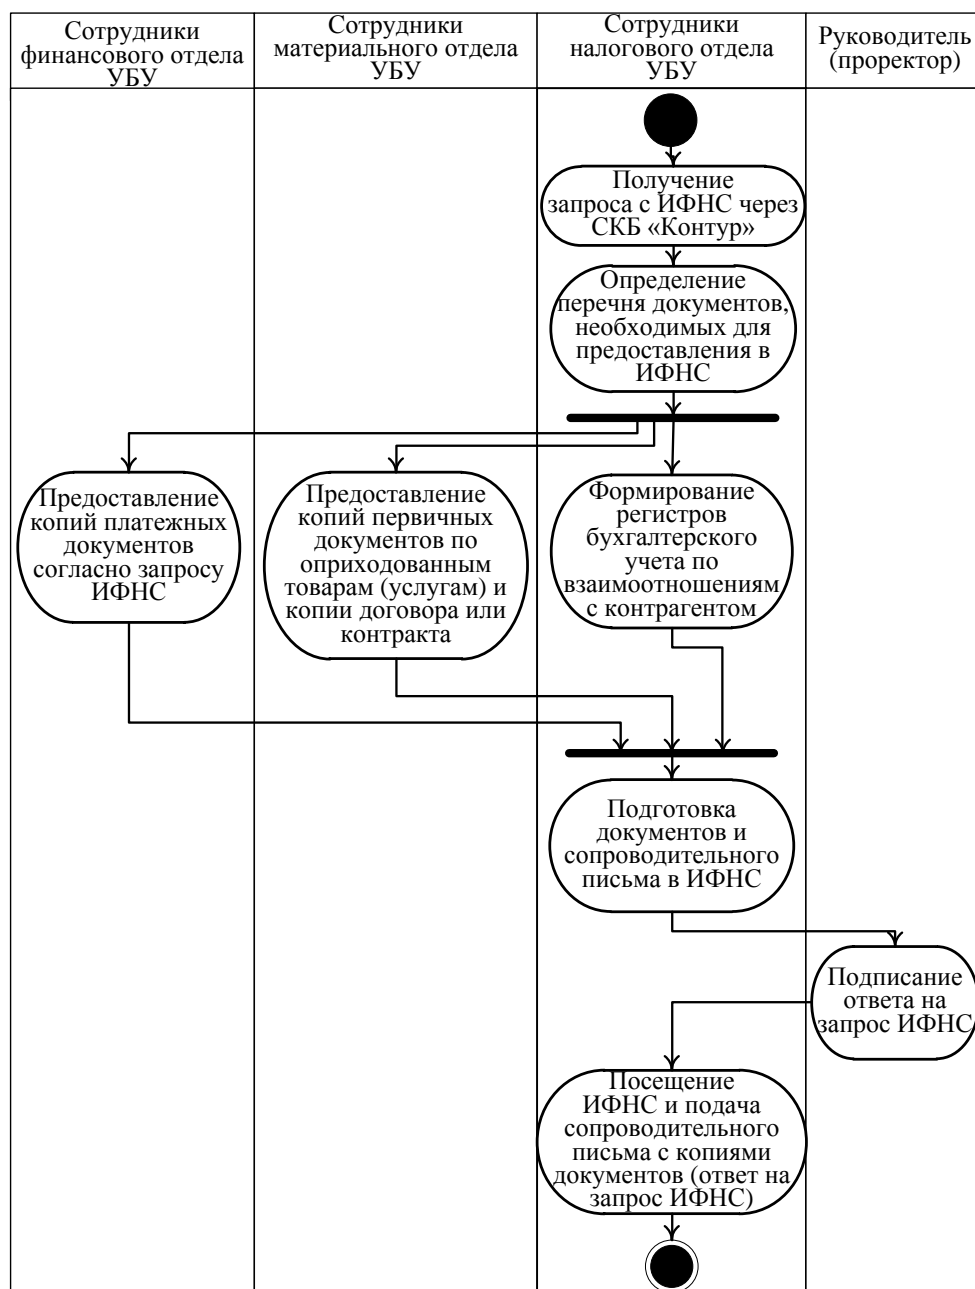 Сотрудники
финансового отдела
УБУ
Сотрудники
материального отдела
УБУ
Сотрудники
налогового отдела
УБУ
Руководитель
(проректор)
Получение
запроса с ИФНС через
СКБ «Контур»
Определение
перечня документов,
необходимых для
предоставления в
ИФНС
Предоставление
копий платежных
документов
согласно запросу
ИФНС
Предоставление
копий первичных
документов по
оприходованным
товарам (услугам) и
копии договора или
контракта
Формирование
регистров
бухгалтерского
учета по
взаимоотношениям
с контрагентом
Подготовка
документов и
сопроводительного
письма в ИФНС
Подписание
ответа на
запрос ИФНС
Посещение
ИФНС и подача
сопроводительного
письма с копиями
документов (ответ на
запрос ИФНС)